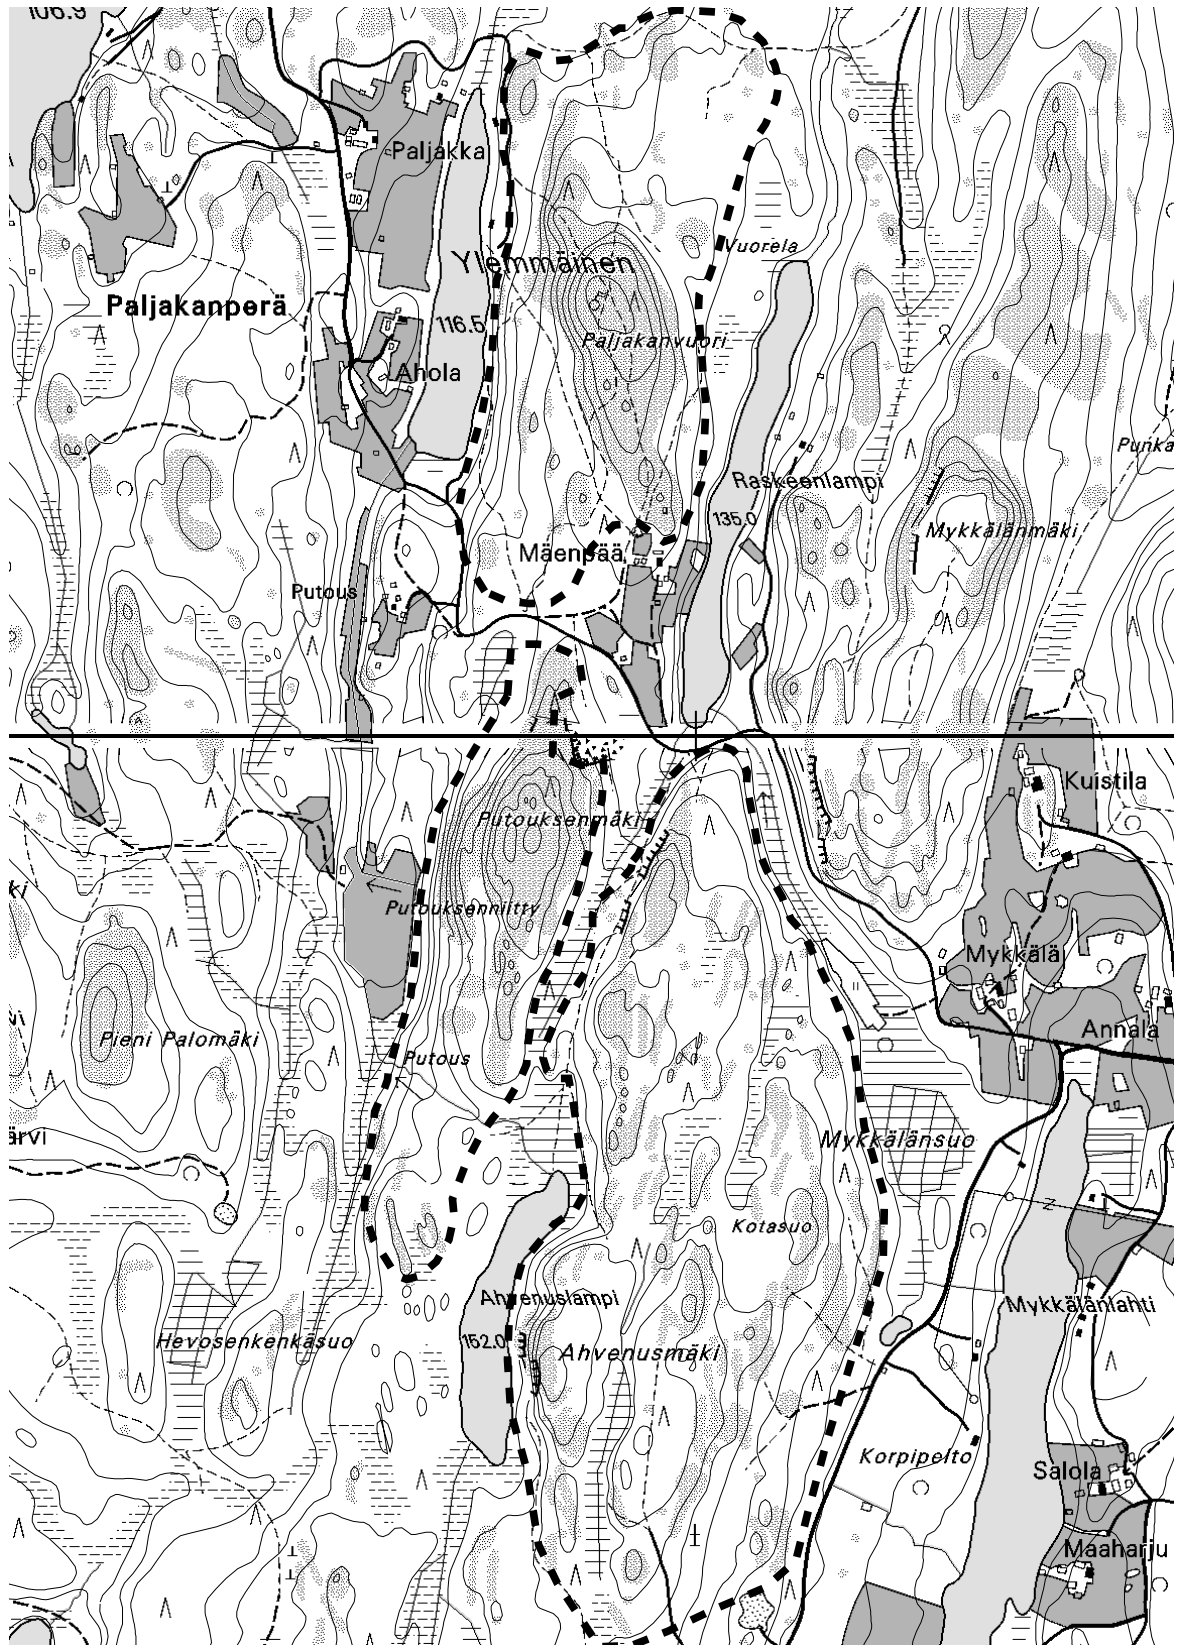 106.9
Paljakka
Ylemmäinen
Vuorela
Paljakanperä
116.5
Paljakanvuori
Ahola
Punka
Raskeenlampi
135.0
Mykkälänmäki
Mäenpää
Putous
Kuistila
Putouksenmäki
ki
Putouksenniitty
Mykkälä
Annala
Pieni Palomäki
Putous
ärvi
Mykkälänsuo
Kotasuo
Ahvenuslampi
Mykkälänlahti
Hevosenkenkäsuo
152.0
Ahvenusmäki
Korpipelto
Salola
Maaharju